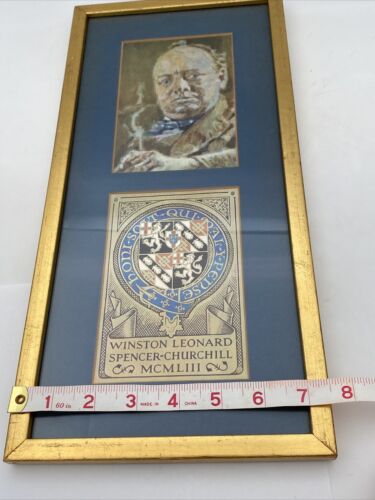 HONI·SOIT·QUI·MAL·Y·PENSE
WINSTON LEONARD
SPENCER-CHURCHILL
MCMLIII
1 2 3 4 5 6 7 8
60 in MADE IN CHINA